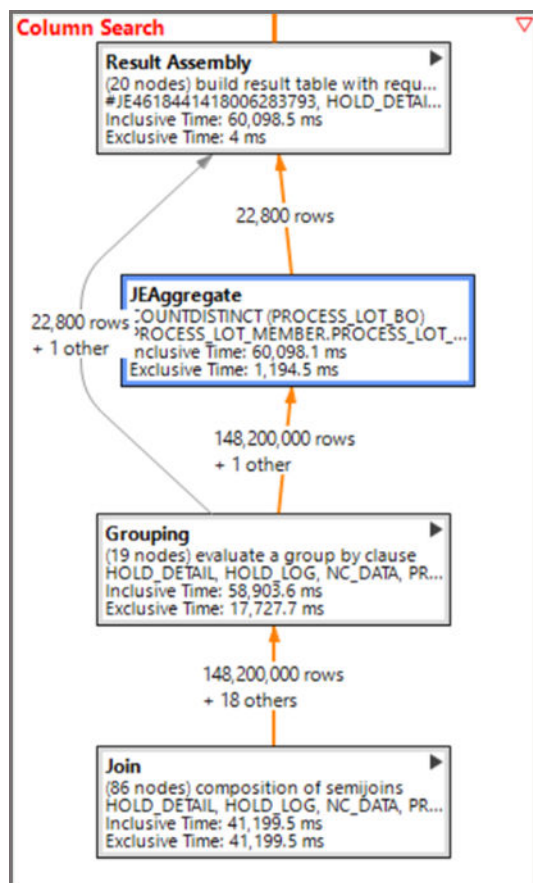 Column Search
Result Assembly
(20 nodes) build result table with requ...
#JE4618441418006283793, HOLD_DETAI...
Inclusive Time: 60,098.5 ms
Exclusive Time: 4 ms
22,800 rows
22,800 rows
+ 1 other
JEAggregate
COUNTDISTINCT (PROCESS_LOT_BO)
PROCESS_LOT_MEMBER.PROCESS_LOT_...
Inclusive Time: 60,098.1 ms
Exclusive Time: 1,194.5 ms
148,200,000 rows
+ 1 other
Grouping
(19 nodes) evaluate a group by clause
HOLD_DETAIL, HOLD_LOG, NC_DATA, PR...
Inclusive Time: 58,903.6 ms
Exclusive Time: 17,727.7 ms
148,200,000 rows
+ 18 others
Join
(86 nodes) composition of semijoins
HOLD_DETAIL, HOLD_LOG, NC_DATA, PR...
Inclusive Time: 41,199.5 ms
Exclusive Time: 41,199.5 ms